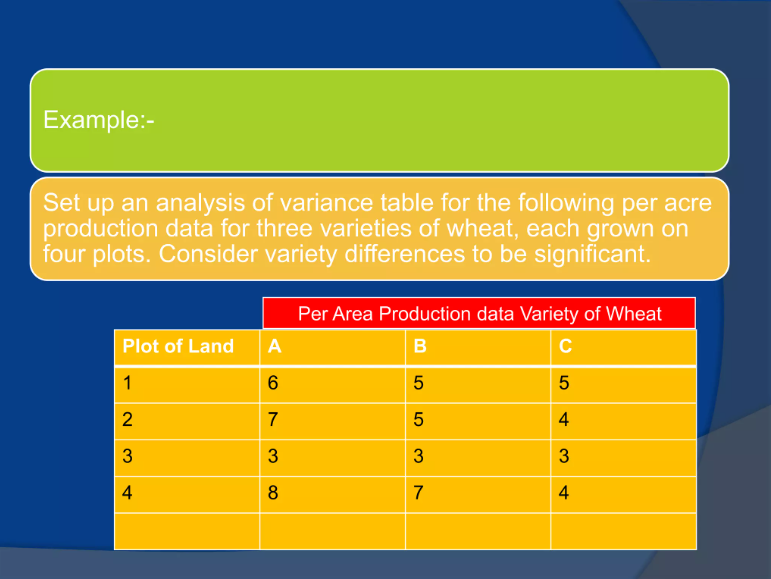 Example:-
Set up an analysis of variance table for the following per acre
production data for three varieties of wheat, each grown on
four plots. Consider variety differences to be significant.
Per Area Production data Variety of Wheat
Plot of Land A B C
1 6 5 5
2 7 5 4
3 3 3 3
4 8 7 4